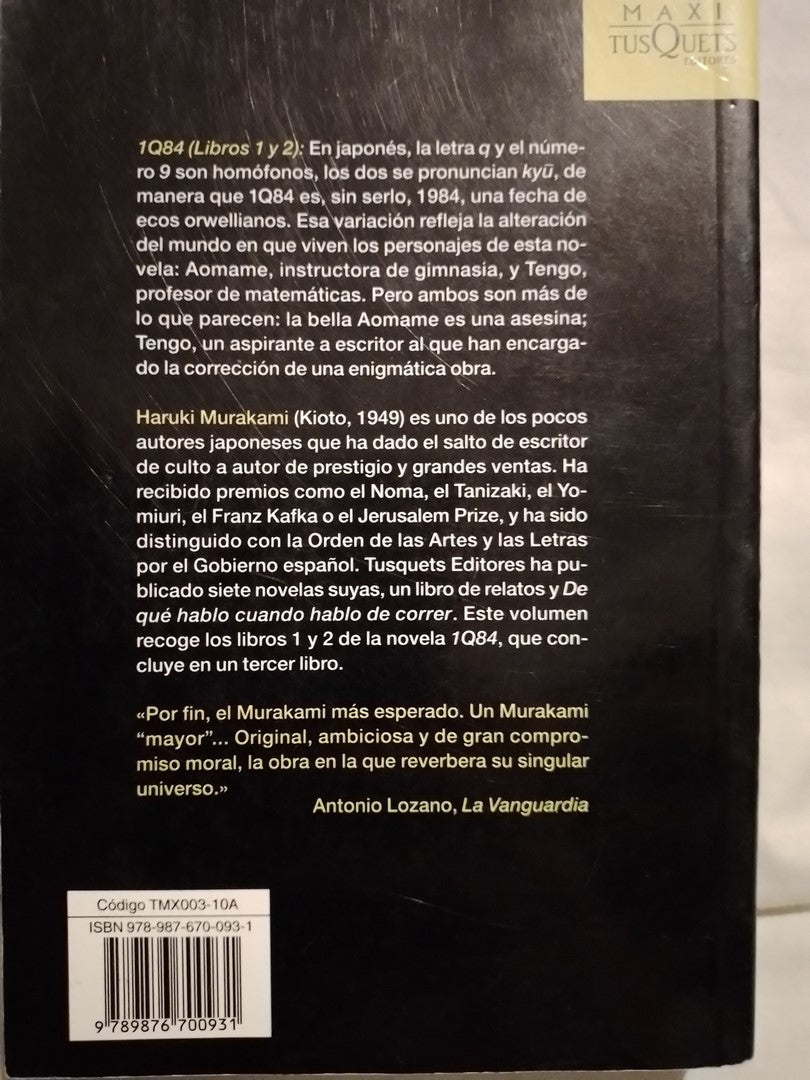 MAXI
TUSQUETS
EDITORES
1Q84 (Libros 1 y 2): En japonés, la letra q y el núme-
ro 9 son homófonos, los dos se pronuncian kyū, de
manera que 1Q84 es, sin serlo, 1984, una fecha de
ecos orwellianos. Esa variación refleja la alteración
del mundo en que viven los personajes de esta no-
vela: Aomame, instructora de gimnasia, y Tengo,
profesor de matemáticas. Pero ambos son más de
lo que parecen: la bella Aomame es una asesina;
Tengo, un aspirante a escritor al que han encarga-
do la corrección de una enigmática obra.
Haruki Murakami (Kioto, 1949) es uno de los pocos
autores japoneses que ha dado el salto de escritor
de culto a autor de prestigio y grandes ventas. Ha
recibido premios como el Noma, el Tanizaki, el Yo-
miuri, el Franz Kafka o el Jerusalem Prize, y ha sido
distinguido con la Orden de las Artes y las Letras
por el Gobierno español. Tusquets Editores ha pu-
blicado siete novelas suyas, un libro de relatos y De
qué hablo cuando hablo de correr. Este volumen
recoge los libros 1 y 2 de la novela 1Q84, que con-
cluye en un tercer libro.
«Por fin, el Murakami más esperado. Un Murakami
“mayor”... Original, ambiciosa y de gran compro-
miso moral, la obra en la que reverbera su singular
universo.»
Antonio Lozano, La Vanguardia
Código TMX003-10A
ISBN 978-987-670-093-1
9 789876 700931